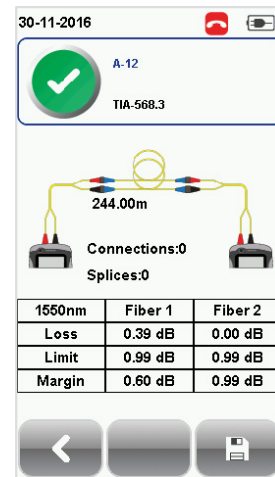 30-11-2016
A-12
TIA-568.3
244.00m
Connections:0
Splices:0
1550nm Fiber 1 Fiber 2
Loss 0.39 dB 0.00 dB
Limit 0.99 dB 0.99 dB
Margin 0.60 dB 0.99 dB